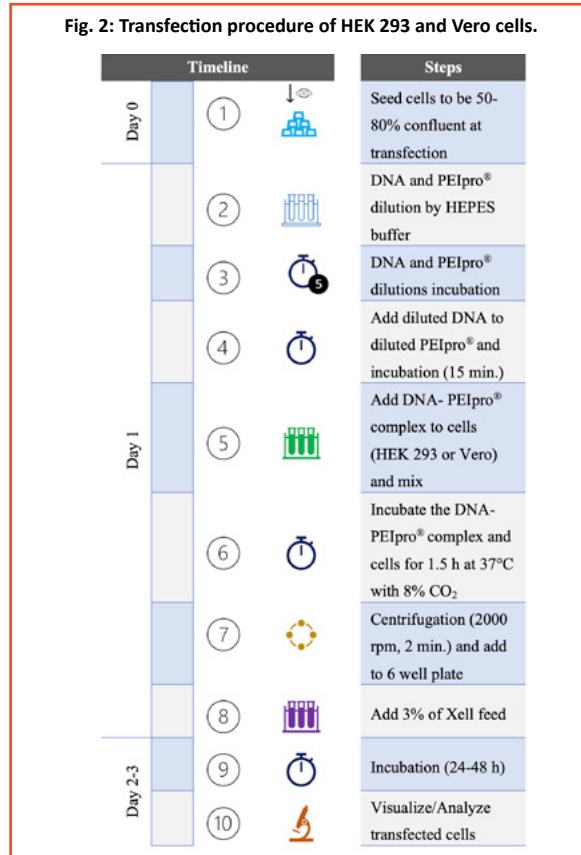 Fig. 2: Transfection procedure of HEK 293 and Vero cells.
Timeline
Steps
Day 0
1
Seed cells to be 50-
80% confluent at
transfection
Day 1
2
DNA and PEIpro®
dilution by HEPES
buffer
3
5
DNA and PEIpro®
dilutions incubation
4
Add diluted DNA to
diluted PEIpro® and
incubation (15 min.)
5
Add DNA- PEIpro®
complex to cells
(HEK 293 or Vero)
and mix
6
Incubate the DNA-
PEIpro® complex and
cells for 1.5 h at 37°C
with 8% CO₂
7
Centrifugation (2000
rpm, 2 min.) and add
to 6 well plate
8
Add 3% of Xell feed
Day 2-3
9
Incubation (24-48 h)
10
Visualize/Analyze
transfected cells